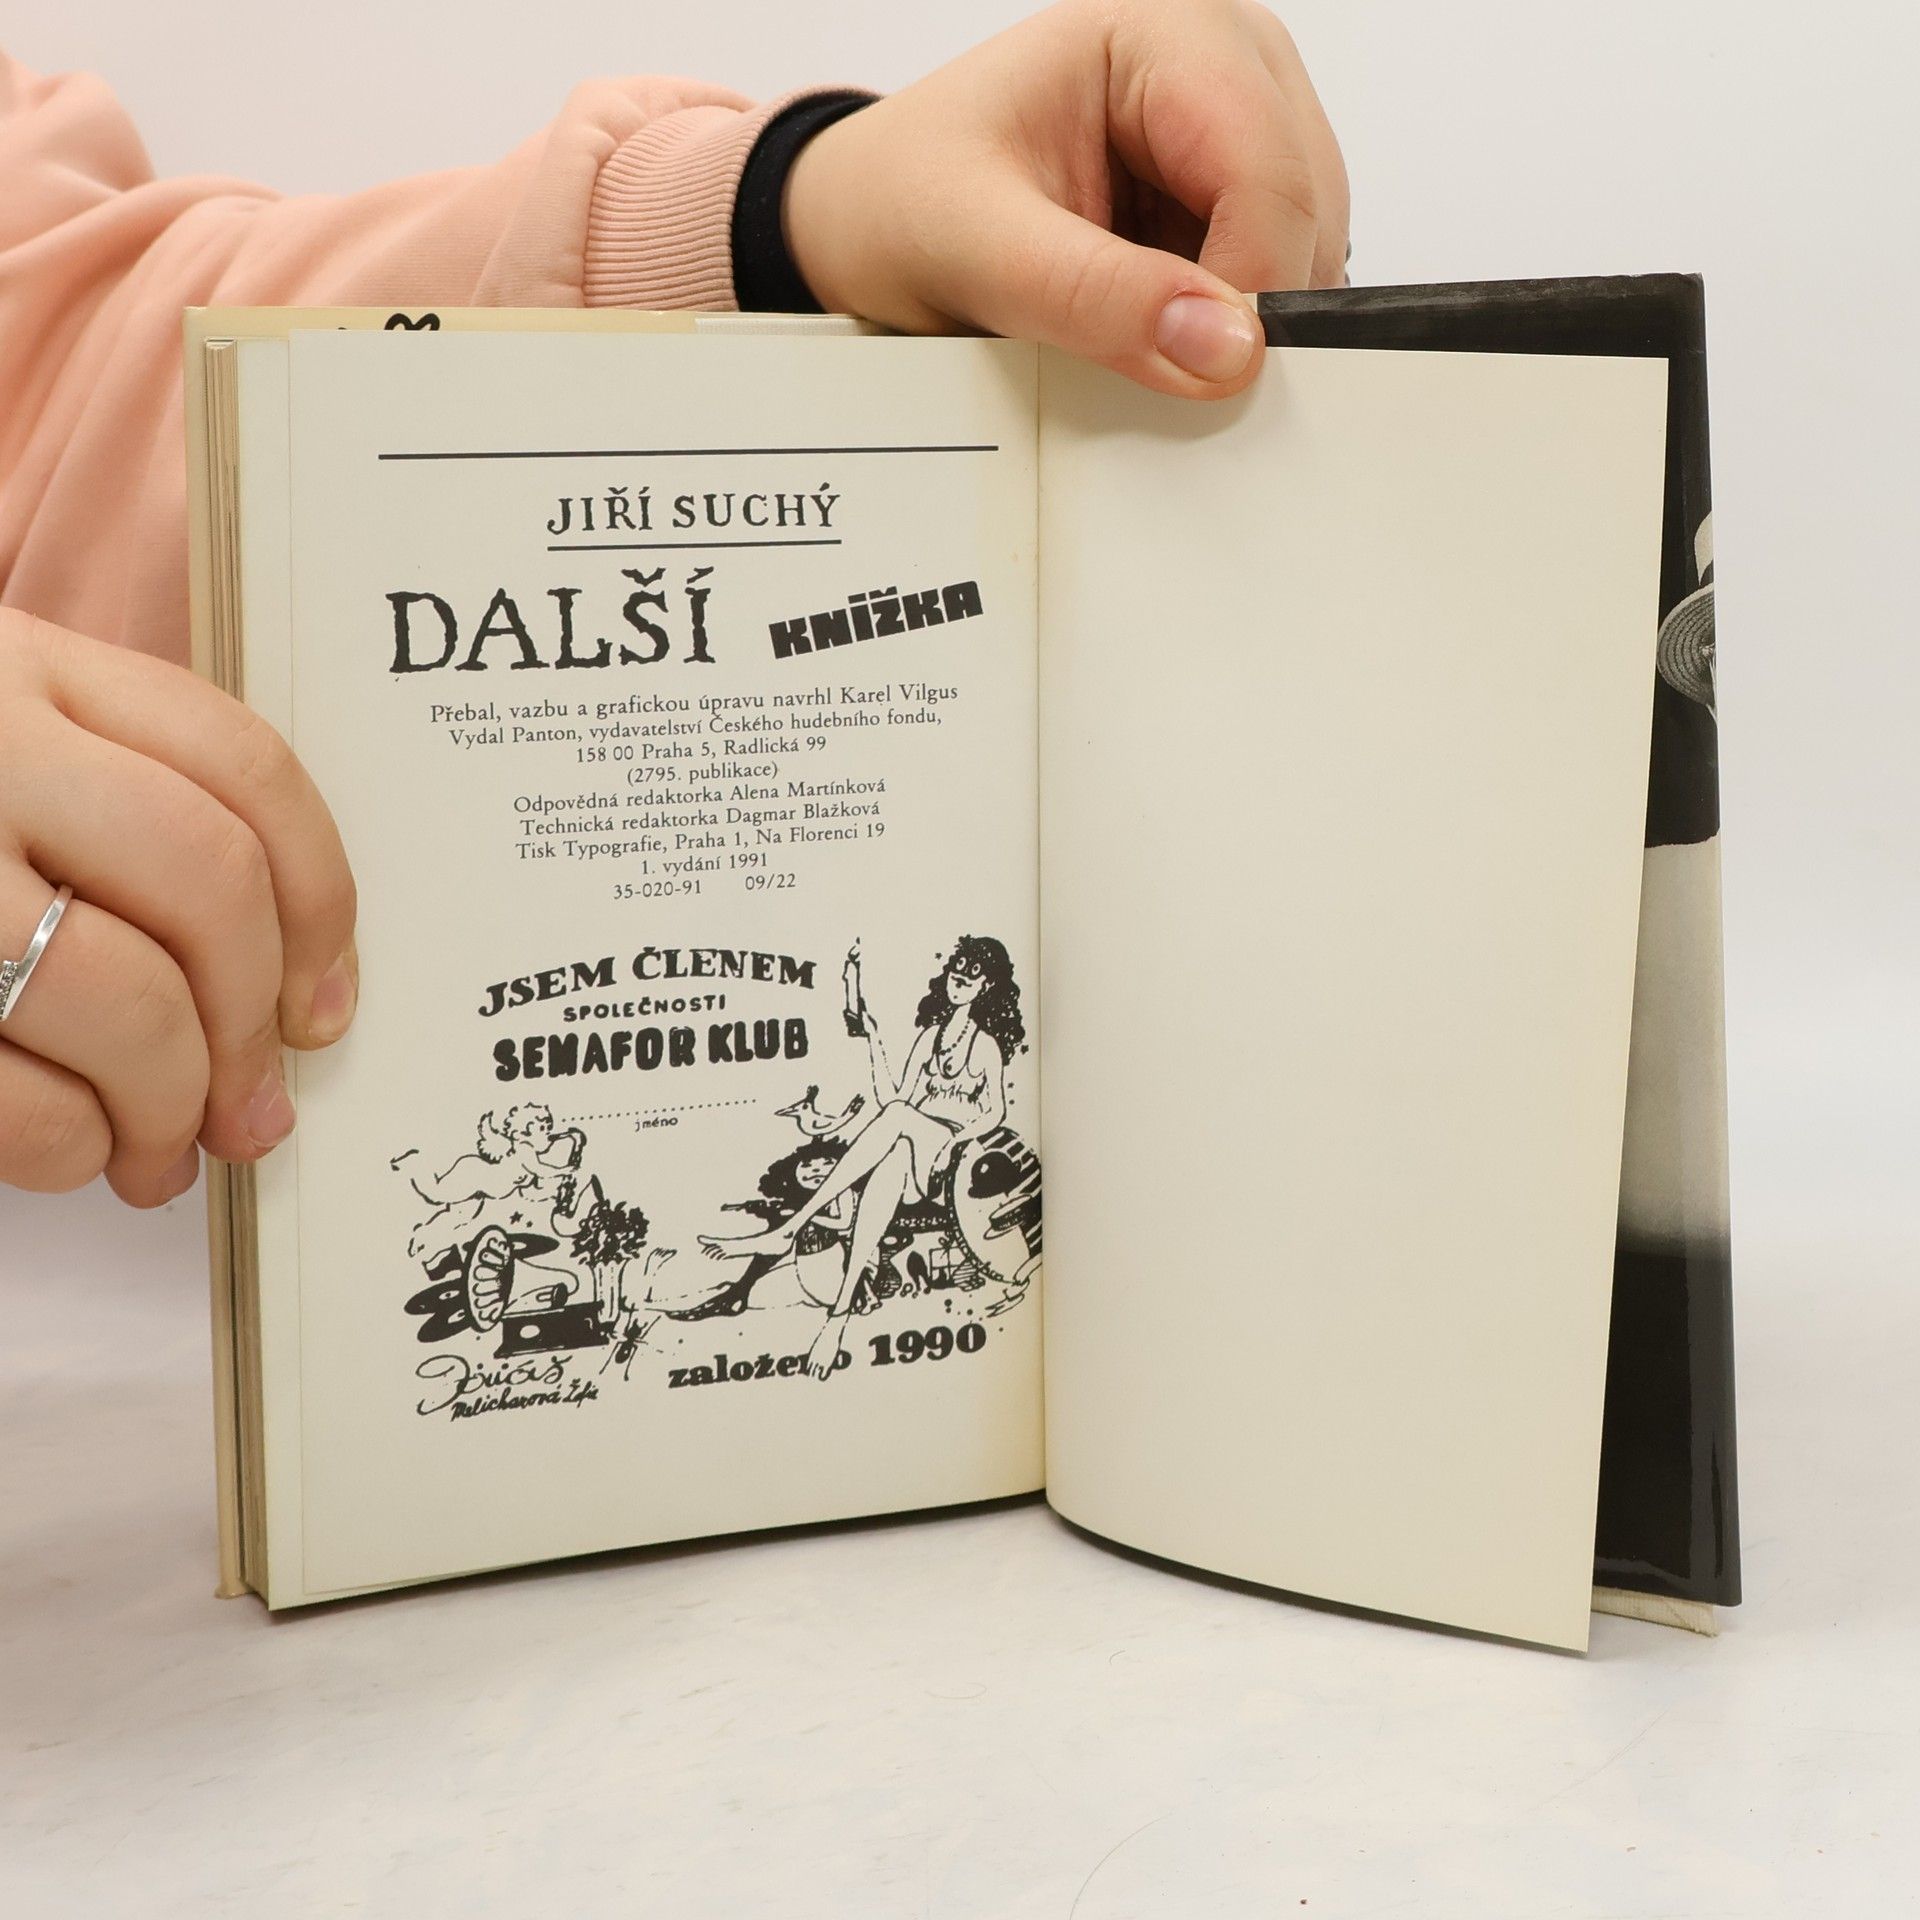 JIŘÍ SUCHÝ
DALŠÍ KNÍŽKA
Přebal, vazbu a grafickou úpravu navrhl Karel Vilgus
Vydal Panton, vydavatelství Českého hudebního fondu,
158 00 Praha 5, Radlická 99
(2795. publikace)
Odpovědná redaktorka Alena Martínková
Technická redaktorka Dagmar Blažková
Tisk Typografie, Praha 1, Na Florenci 19
1. vydání 1991
35-020-91 09/22
JSEM ČLENEM
SPOLEČNOSTI
SEMAFOR KLUB
jméno
založeno 1990
Melicharová